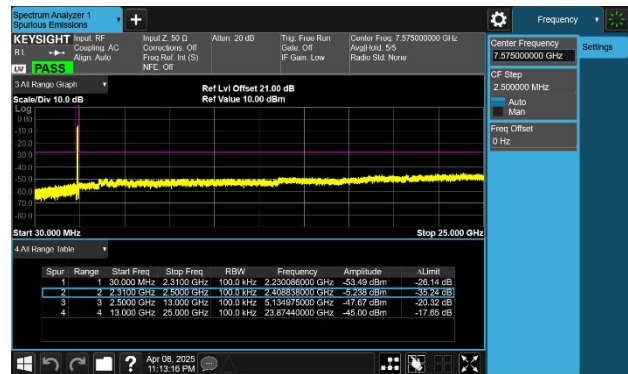 Spectrum Analyzer 1
Spurious Emissions
+
Frequency
KEYSIGHT Input: RF Input Z: 50 Ω Atten: 20 dB Trig: Free Run Center Freq: 7.575000000 GHz
RL Coupling: AC Corrections: Off Gate: Off Avg|Hold: 5/5
Align: Auto Freq Ref: Int (S) IF Gain: Low Radio Std: None
NFE: Off
PASS
3 All Range Graph
Ref Lvl Offset 21.00 dB
Scale/Div 10.0 dB Ref Value 10.00 dBm
Log
0.00
-10.0
-20.0
-30.0
-40.0
-50.0
-60.0
-70.0
-80.0
Start 30.000 MHz Stop 25.000 GHz
4 All Range Table
Spur Range Start Freq Stop Freq RBW Frequency Amplitude ΔLimit
1 1 30.000 MHz 2.3100 GHz 100.0 kHz 2.230086000 GHz -53.49 dBm -26.14 dB
2 2 2.3100 GHz 2.5000 GHz 100.0 kHz 2.408838000 GHz -5.238 dBm -35.24 dB
3 3 2.5000 GHz 13.000 GHz 100.0 kHz 5.134975000 GHz -47.67 dBm -20.32 dB
4 4 13.000 GHz 25.000 GHz 100.0 kHz 23.87440000 GHz -45.00 dBm -17.65 dB
Center Frequency
7.575000000 GHz
Settings
CF Step
2.500000 MHz
Auto
Man
Freq Offset
0 Hz
? Apr 08, 2025
11:13:16 PM